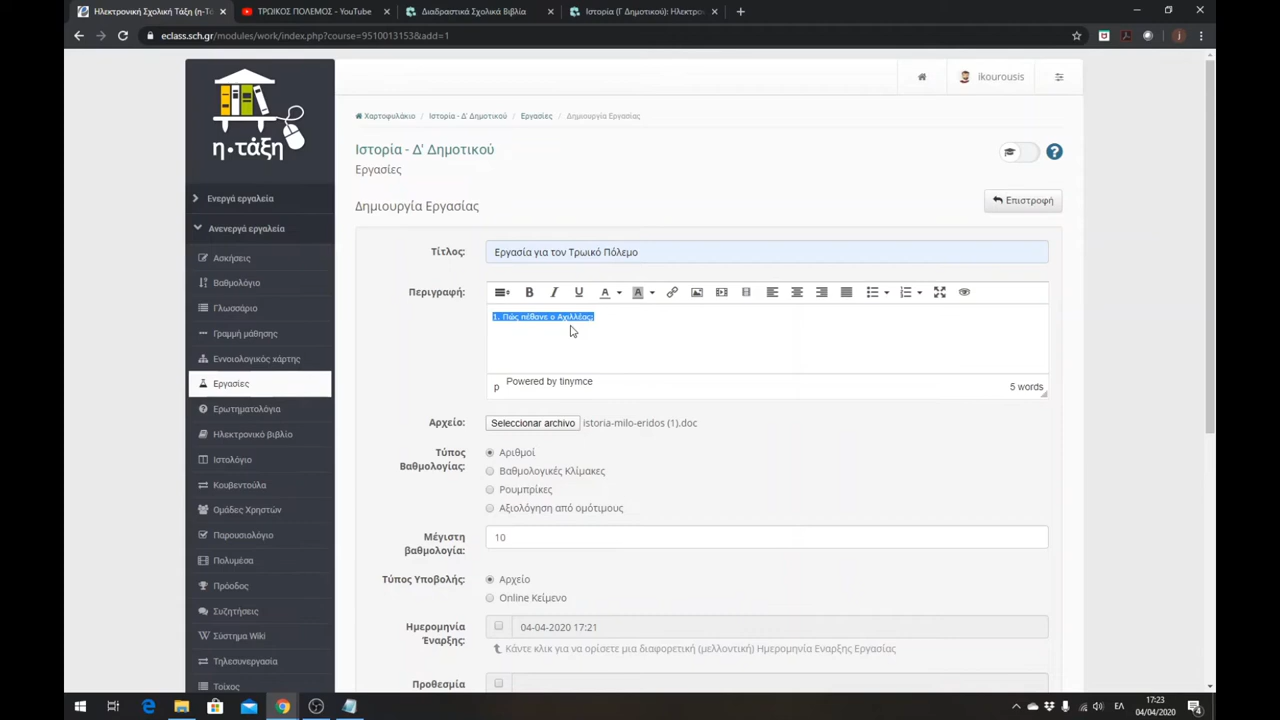 Ηλεκτρονική Σχολική Τάξη (η-Τά
ΤΡΩΙΚΟΣ ΠΟΛΕΜΟΣ - YouTube
Διαδραστικά Σχολικά Βιβλία
Ιστορία (Γ Δημοτικού): Ηλεκτρο
eclass.sch.gr/modules/work/index.php?course=9510013153&add=1
η·τάξη
ikourousis
Χαρτοφυλάκιο / Ιστορία - Δ' Δημοτικού / Εργασίες / Δημιουργία Εργασίας
Ιστορία - Δ' Δημοτικού
Εργασίες
Δημιουργία Εργασίας
Επιστροφή
Ενεργά εργαλεία
Ανενεργά εργαλεία
Ασκήσεις
Βαθμολόγιο
Γλωσσάριο
Γραμμή μάθησης
Εννοιολογικός χάρτης
Εργασίες
Ερωτηματολόγια
Ηλεκτρονικό βιβλίο
Ιστολόγιο
Κουβεντούλα
Ομάδες Χρηστών
Παρουσιολόγιο
Πολυμέσα
Πρόοδος
Συζητήσεις
Σύστημα Wiki
Τηλεσυνεργασία
Τοίχος
Τίτλος:
Εργασία για τον Τρωικό Πόλεμο
Περιγραφή:
1. Πώς πέθανε ο Αχιλλέας;
p
Powered by tinymce
5 words
Αρχείο:
Seleccionar archivo
istoria-milo-eridos (1).doc
Τύπος
Βαθμολογίας:
Αριθμοί
Βαθμολογικές Κλίμακες
Ρουμπρίκες
Αξιολόγηση από ομότιμους
Μέγιστη
βαθμολογία:
10
Τύπος Υποβολής:
Αρχείο
Online Κείμενο
Ημερομηνία
Έναρξης:
04-04-2020 17:21
Κάντε κλικ για να ορίσετε μια διαφορετική (μελλοντική) Ημερομηνία Έναρξης Εργασίας
Προθεσμία
ΕΛ
17:23
04/04/2020
4